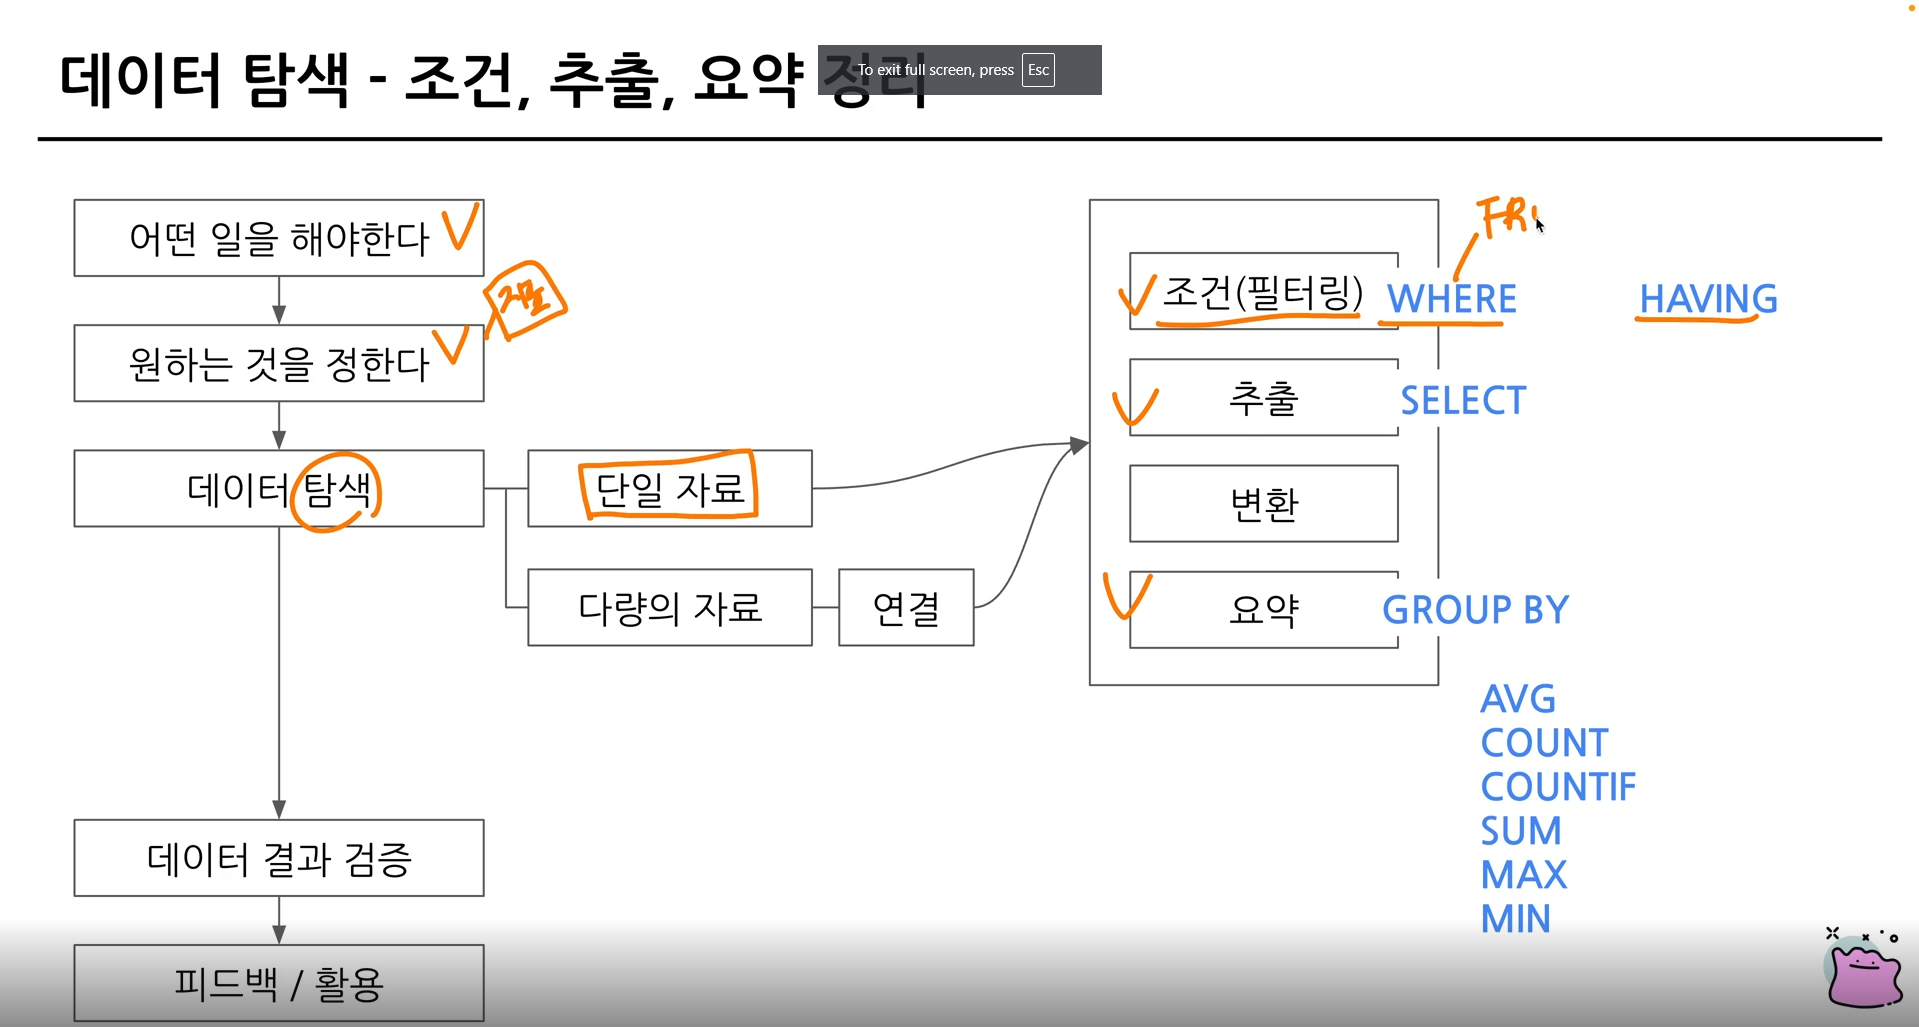 데이터 탐색 - 조건, 추출, 요약 정리
To exit full screen, press Esc
어떤 일을 해야한다
원하는 것을 정한다
데이터 탐색
단일 자료
다량의 자료
연결
데이터 결과 검증
피드백 / 활용
FR
조건(필터링)
WHERE
HAVING
추출
SELECT
변환
요약
GROUP BY
AVG
COUNT
COUNTIF
SUM
MAX
MIN